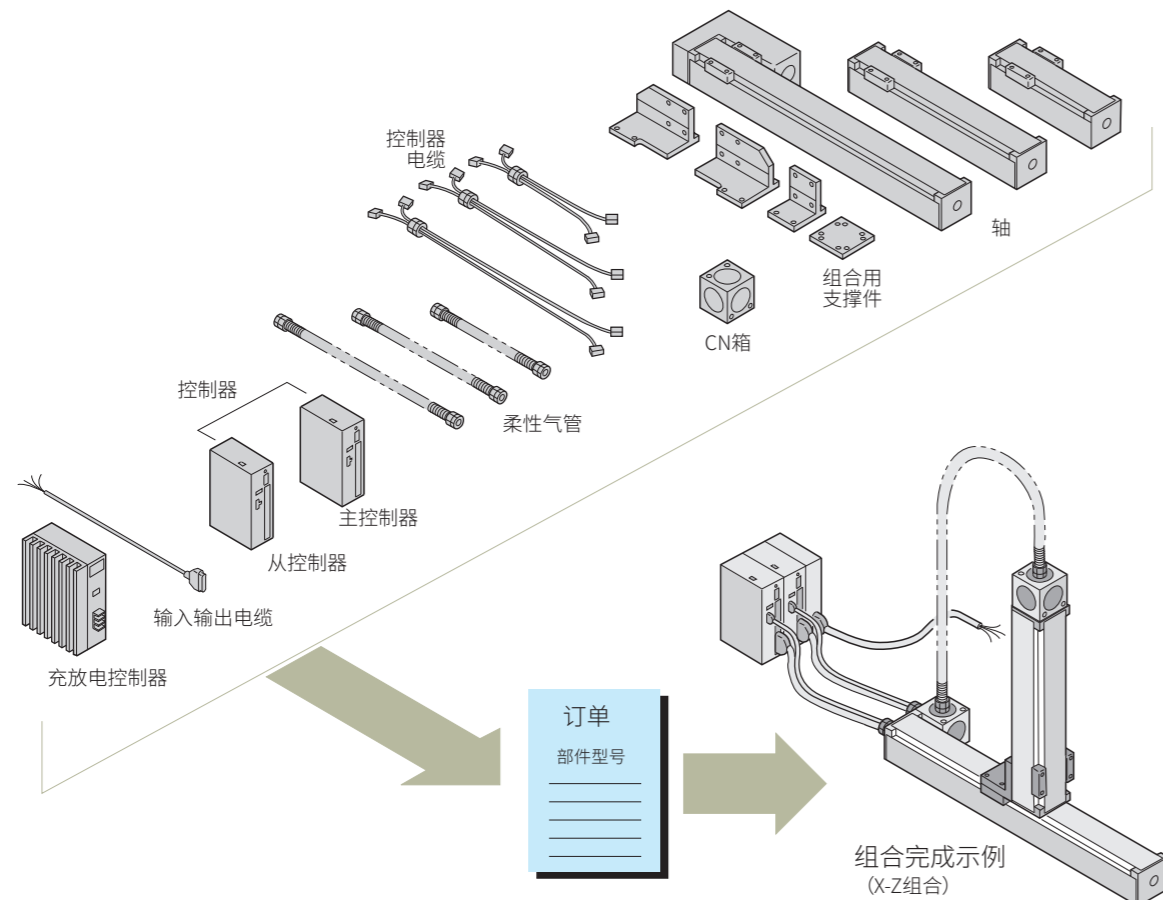 控制器
电缆
轴
组合用
支撑件
CN箱
控制器
柔性气管
主控制器
从控制器
输入输出电缆
充放电控制器
订单
部件型号
组合完成示例
（X-Z组合）